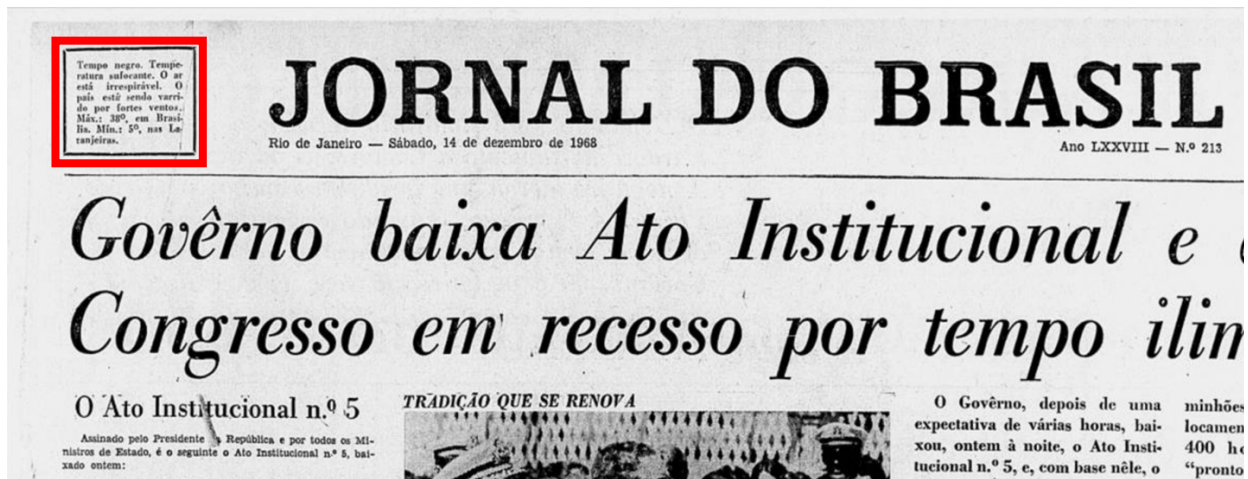 Tempo negro. Tempe-
ratura sufocante. O ar
está irrespirável. O
país está sendo varri-
do por fortes ventos.
Máx.: 38º, em Brasí-
lia. Mín.: 5º, nas La-
ranjeiras.
JORNAL DO BRASIL
Rio de Janeiro — Sábado, 14 de dezembro de 1968
Ano LXXVIII — N.º 213
Govêrno baixa Ato Institucional e
Congresso em recesso por tempo ilim
O Ato Institucional n.º 5
Assinado pelo Presidente República e por todos os Mi-
nistros de Estado, é o seguinte o Ato Institucional n.º 5, bai-
xado ontem:
TRADIÇÃO QUE SE RENOVA
O Govêrno, depois de uma
expectativa de várias horas, bai-
xou, ontem à noite, o Ato Insti-
tucional n.º 5, e, com base nêle, o
minhões
locamen
400 h
"pronto